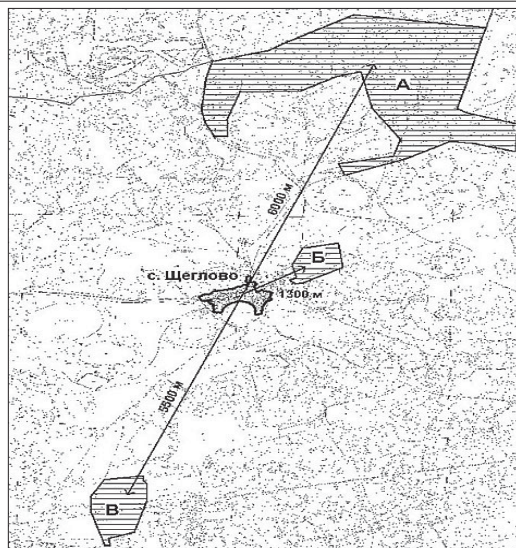 А
6000 м
Б
с. Щеглово
1300 м
5500 м
В